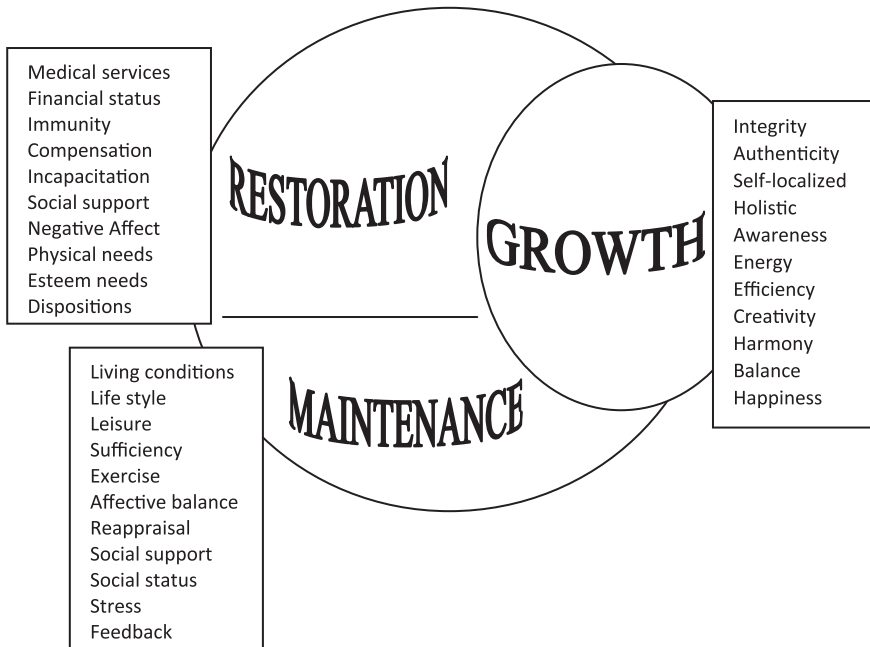 Medical services
Financial status
Immunity
Compensation
Incapacitation
Social support
Negative Affect
Physical needs
Esteem needs
Dispositions
RESTORATION
GROWTH
Integrity
Authenticity
Self-localized
Holistic
Awareness
Energy
Efficiency
Creativity
Harmony
Balance
Happiness
MAINTENANCE
Living conditions
Life style
Leisure
Sufficiency
Exercise
Affective balance
Reappraisal
Social support
Social status
Stress
Feedback